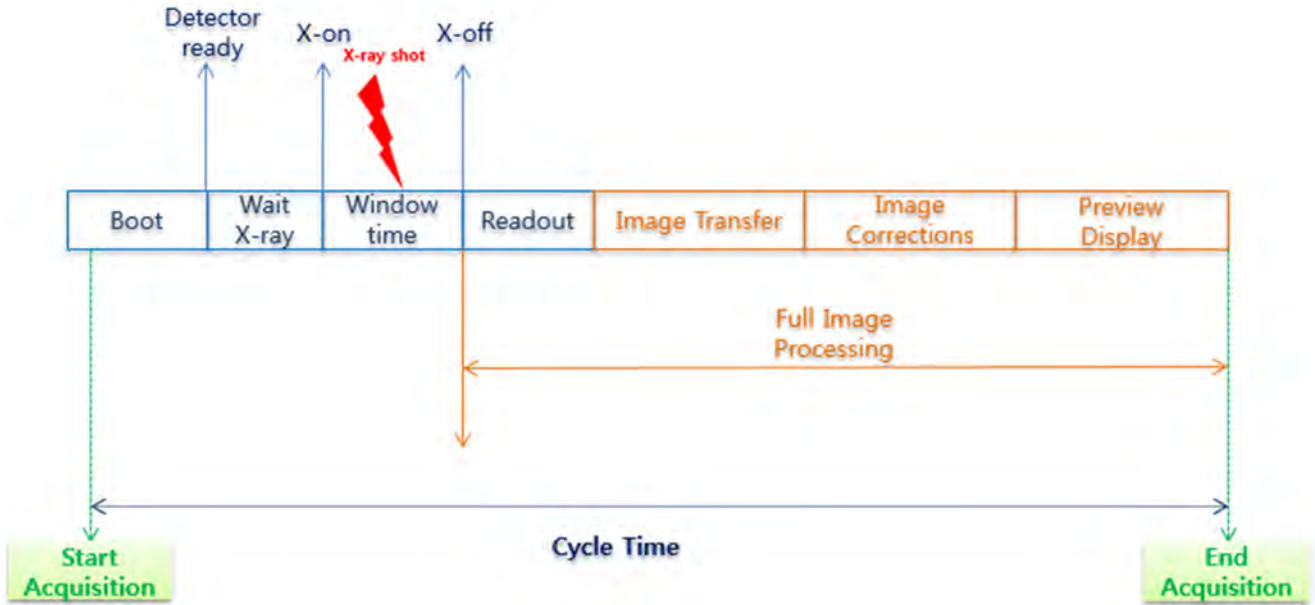 Detector
ready
X-on
X-off
X-ray shot
Boot
Wait
X-ray
Window
time
Readout
Image Transfer
Image
Corrections
Preview
Display
Full Image
Processing
Cycle Time
Start
Acquisition
End
Acquisition